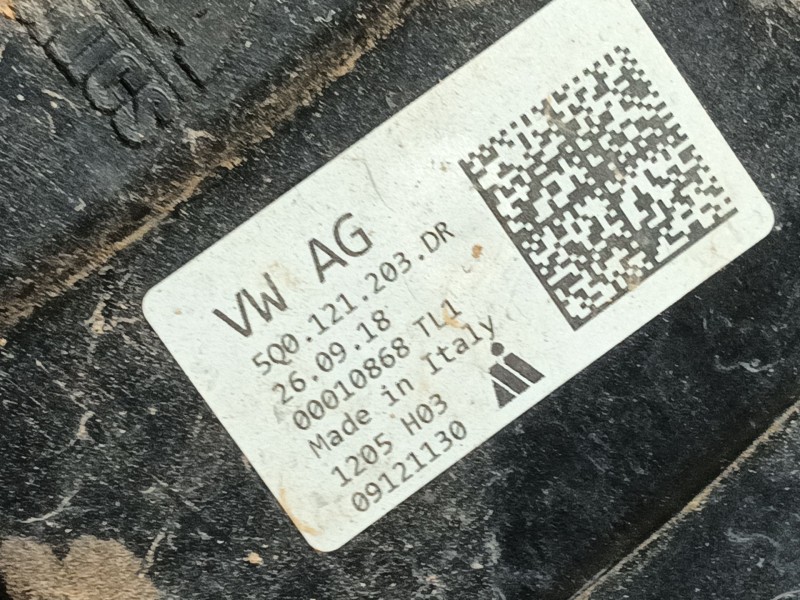 VW AG
5Q0.121.203.DR
26.09.18
00010868 TL1
Made in Italy
1205 H03
09121130